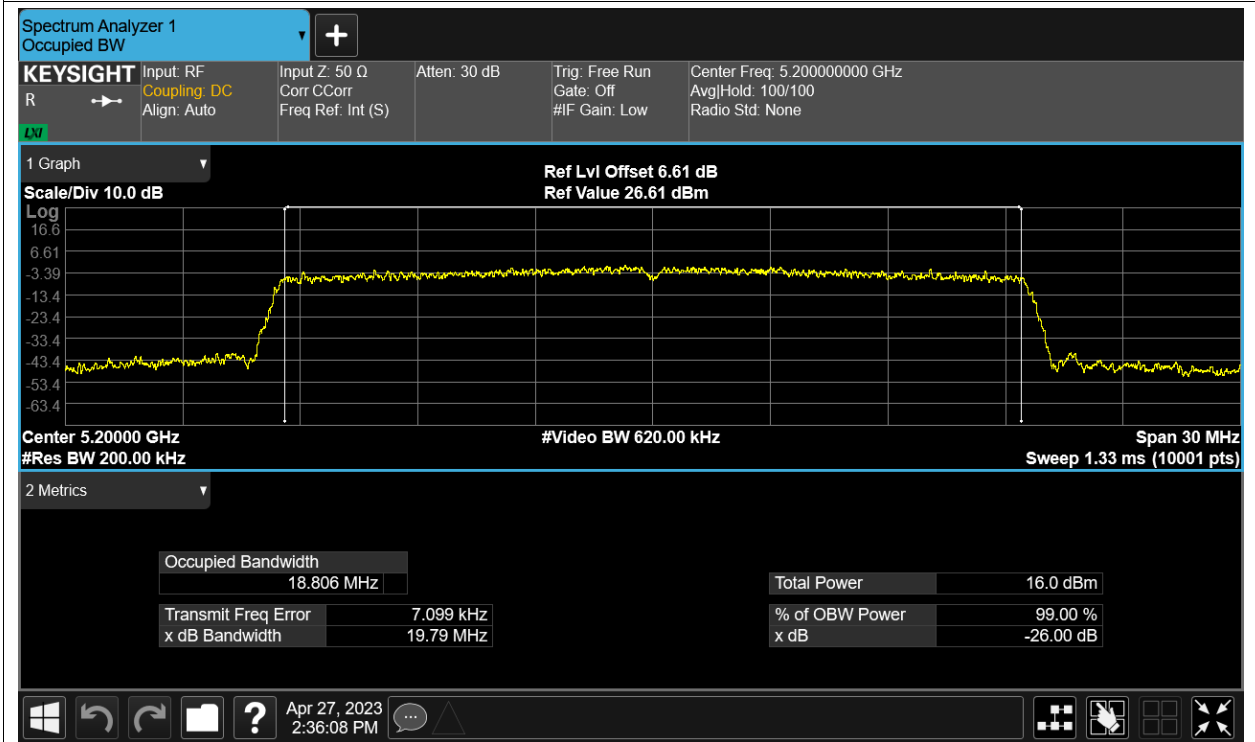 Spectrum Analyzer 1
Occupied BW
KEYSIGHT
R
LXI
Input: RF
Coupling: DC
Align: Auto
Input Z: 50 Ω
Corr CCorr
Freq Ref: Int (S)
Atten: 30 dB
Trig: Free Run
Gate: Off
#IF Gain: Low
Center Freq: 5.200000000 GHz
Avg|Hold: 100/100
Radio Std: None
1 Graph
Scale/Div 10.0 dB
Ref Lvl Offset 6.61 dB
Ref Value 26.61 dBm
Log
16.6
6.61
-3.39
-13.4
-23.4
-33.4
-43.4
-53.4
-63.4
Center 5.20000 GHz
#Res BW 200.00 kHz
#Video BW 620.00 kHz
Span 30 MHz
Sweep 1.33 ms (10001 pts)
2 Metrics
Occupied Bandwidth
18.806 MHz
Transmit Freq Error 7.099 kHz
x dB Bandwidth 19.79 MHz
Total Power 16.0 dBm
% of OBW Power 99.00 %
x dB -26.00 dB
?
Apr 27, 2023
2:36:08 PM